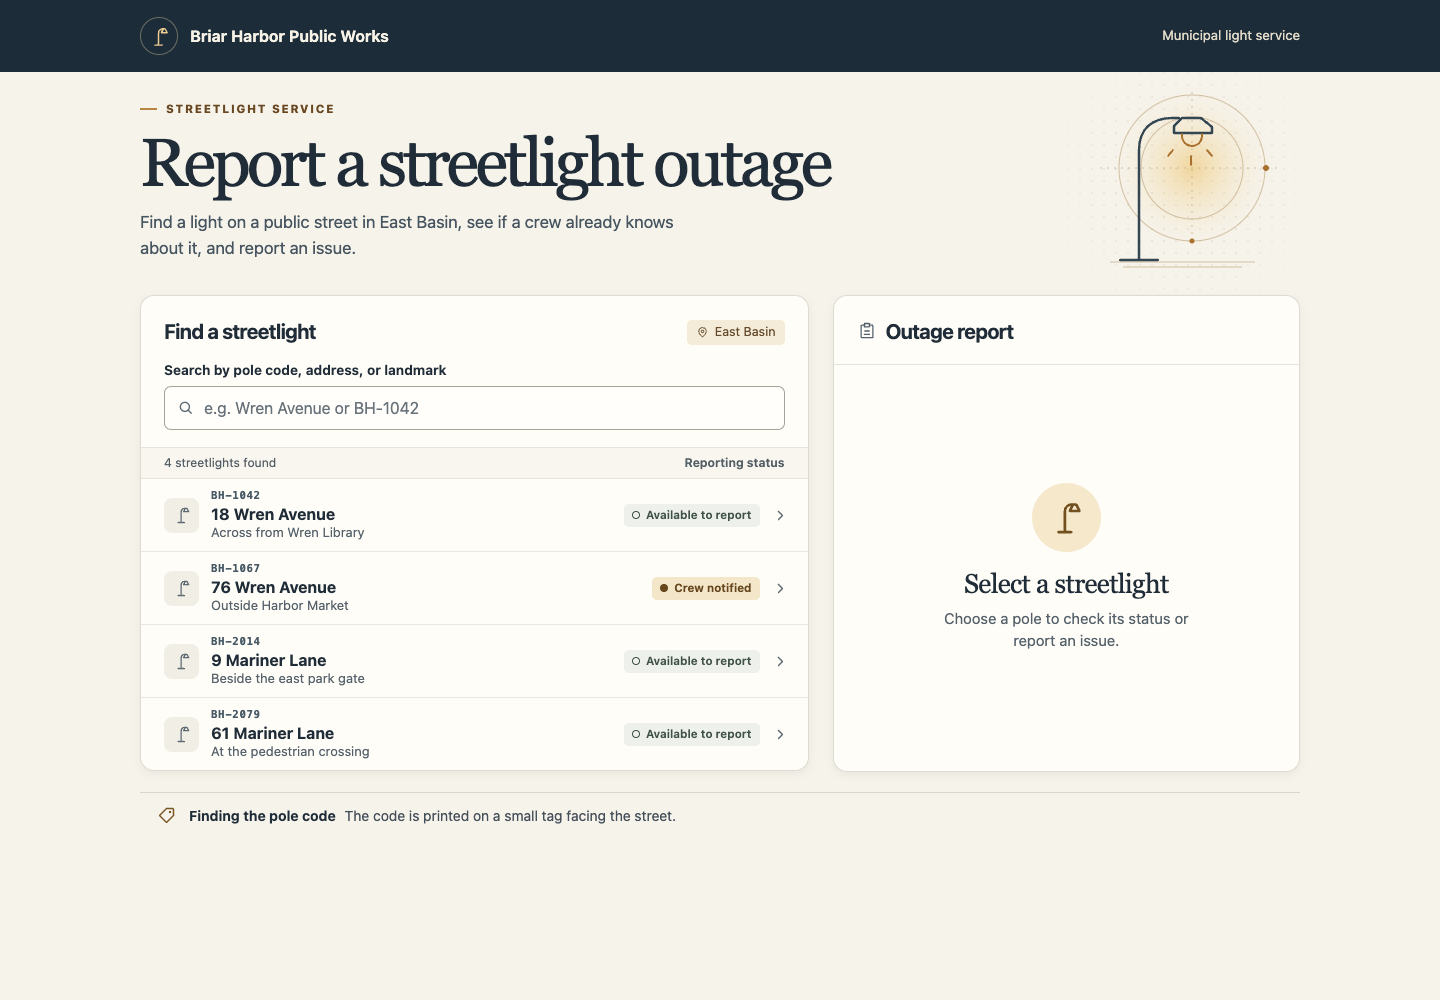 Briar Harbor Public Works
Municipal light service
STREETLIGHT SERVICE
Report a streetlight outage
Find a light on a public street in East Basin, see if a crew already knows
about it, and report an issue.
Find a streetlight
East Basin
Search by pole code, address, or landmark
e.g. Wren Avenue or BH-1042
4 streetlights found
Reporting status
BH-1042
18 Wren Avenue
Across from Wren Library
Available to report
BH-1067
76 Wren Avenue
Outside Harbor Market
Crew notified
BH-2014
9 Mariner Lane
Beside the east park gate
Available to report
BH-2079
61 Mariner Lane
At the pedestrian crossing
Available to report
Outage report
Select a streetlight
Choose a pole to check its status or
report an issue.
Finding the pole code The code is printed on a small tag facing the street.